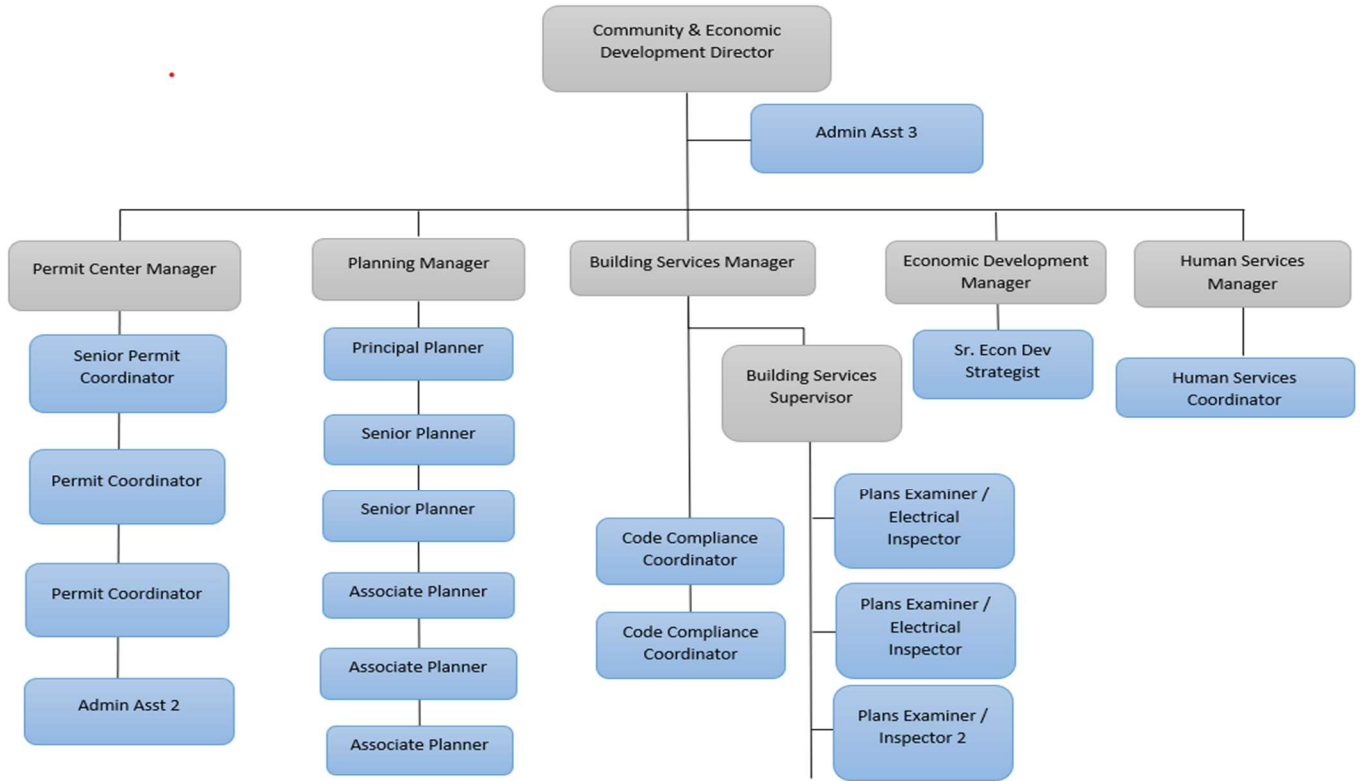 Community & Economic
Development Director
Admin Asst 3
Permit Center Manager
Planning Manager
Building Services Manager
Economic Development
Manager
Human Services
Manager
Senior Permit
Coordinator
Permit Coordinator
Permit Coordinator
Admin Asst 2
Principal Planner
Senior Planner
Senior Planner
Associate Planner
Associate Planner
Associate Planner
Code Compliance
Coordinator
Code Compliance
Coordinator
Building Services
Supervisor
Plans Examiner /
Electrical
Inspector
Plans Examiner /
Electrical
Inspector
Plans Examiner /
Inspector 2
Sr. Econ Dev
Strategist
Human Services
Coordinator